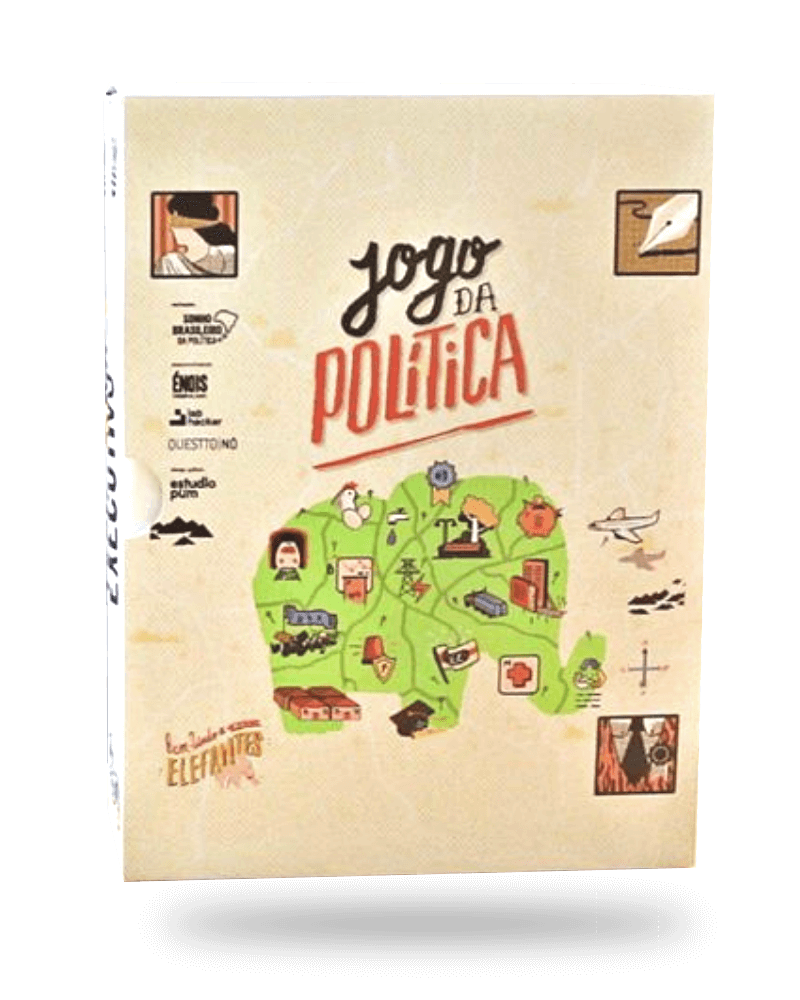 Jogo
DA
POLÍTICA
SONHO
BRASILEIRO
DA POLÍTICA
ÉNOIS
lab
hacker
QUESTTO|NÓ
estudio
pum
EXECUTIVO
ELEFANTES